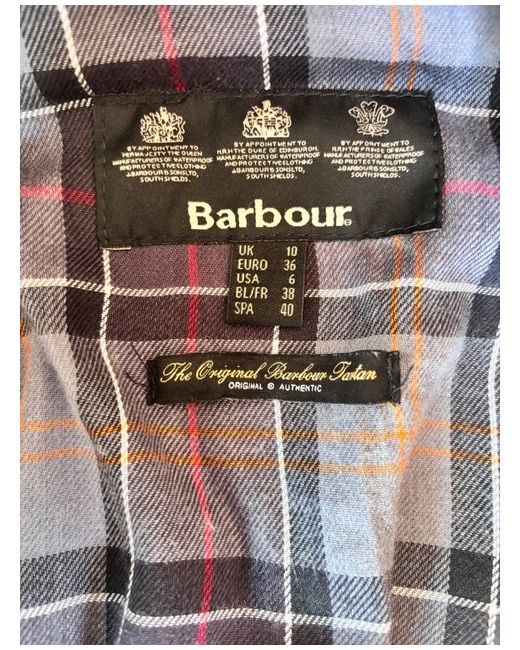 BY APPOINTMENT TO
HER MAJESTY THE QUEEN
MANUFACTURERS OF WATERPROOF
AND PROTECTIVE CLOTHING
J.BARBOUR & SONS LTD,
SOUTH SHIELDS.
BY APPOINTMENT TO
H.R.H THE DUKE OF EDINBURGH,
MANUFACTURERS OF WATERPROOF
AND PROTECTIVE CLOTHING
J.BARBOUR & SONS LTD,
SOUTH SHIELDS.
BY APPOINTMENT TO
H.R.H THE PRINCE OF WALES
MANUFACTURERS OF WATERPROOF
AND PROTECTIVE CLOTHING
J.BARBOUR & SONS LTD,
SOUTH SHIELDS.
Barbour®
UK 10
EURO 36
USA 6
BL/FR 38
SPA 40
The Original Barbour Tartan
ORIGINAL © AUTHENTIC